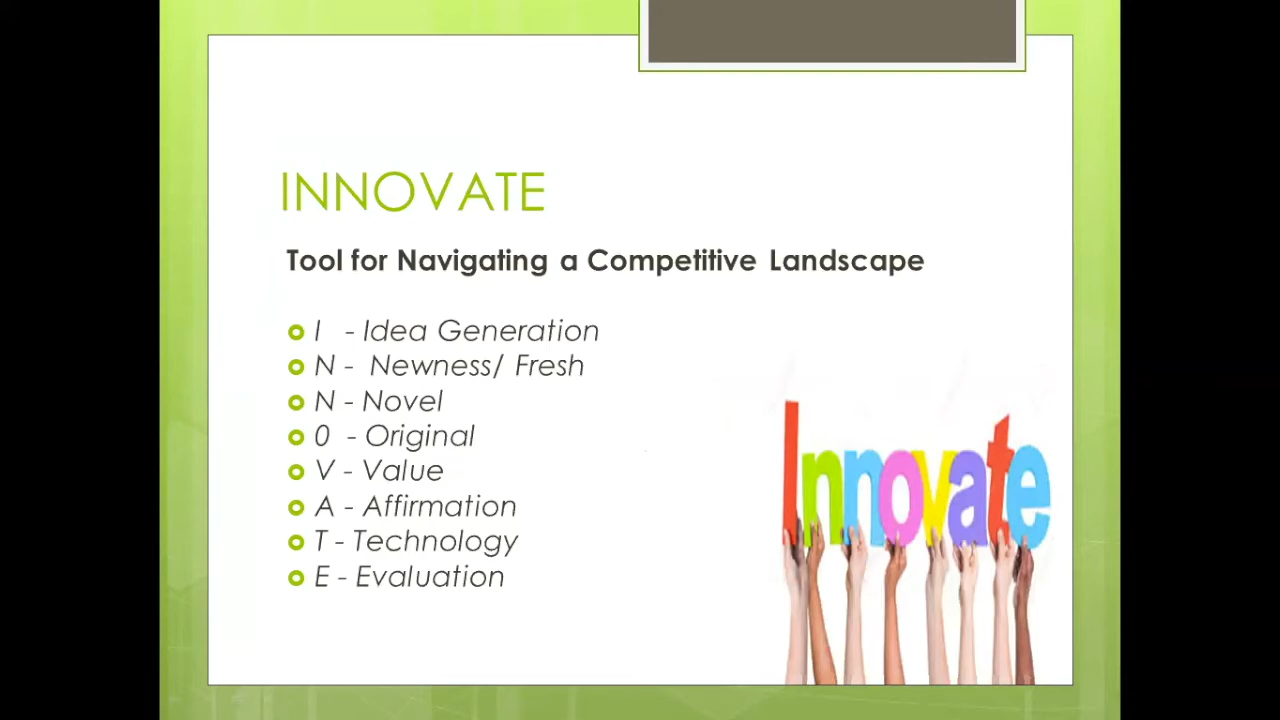 INNOVATE
Tool for Navigating a Competitive Landscape
I - Idea Generation
N - Newness/ Fresh
N - Novel
0 - Original
V - Value
A - Affirmation
T - Technology
E - Evaluation
Innovate